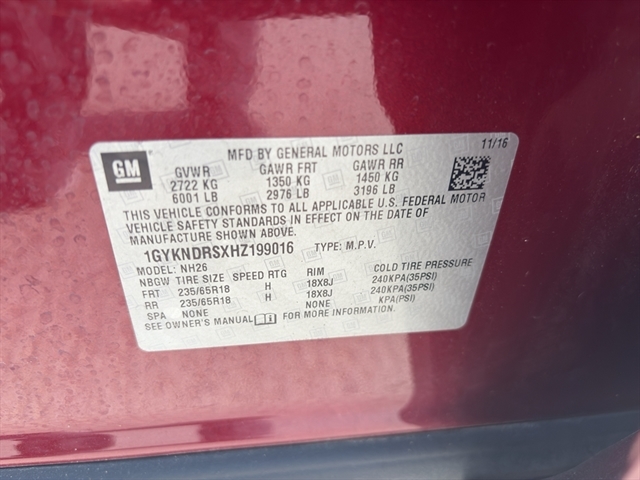 GM
MFD BY GENERAL MOTORS LLC 11/16
GVWR GAWR FRT GAWR RR
2722 KG 1350 KG 1450 KG
6001 LB 2976 LB 3196 LB
THIS VEHICLE CONFORMS TO ALL APPLICABLE U.S. FEDERAL MOTOR
VEHICLE SAFETY STANDARDS IN EFFECT ON THE DATE OF
MANUFACTURE SHOWN ABOVE.
1GYKNDRSXHZ199016 TYPE: M.P.V.
MODEL: NH26
NBGW TIRE SIZE SPEED RTG RIM COLD TIRE PRESSURE
FRT 235/65R18 H 18X8J 240KPA(35PSI)
RR 235/65R18 H 18X8J 240KPA(35PSI)
SPA NONE NONE KPA(PSI)
SEE OWNER'S MANUAL FOR MORE INFORMATION.